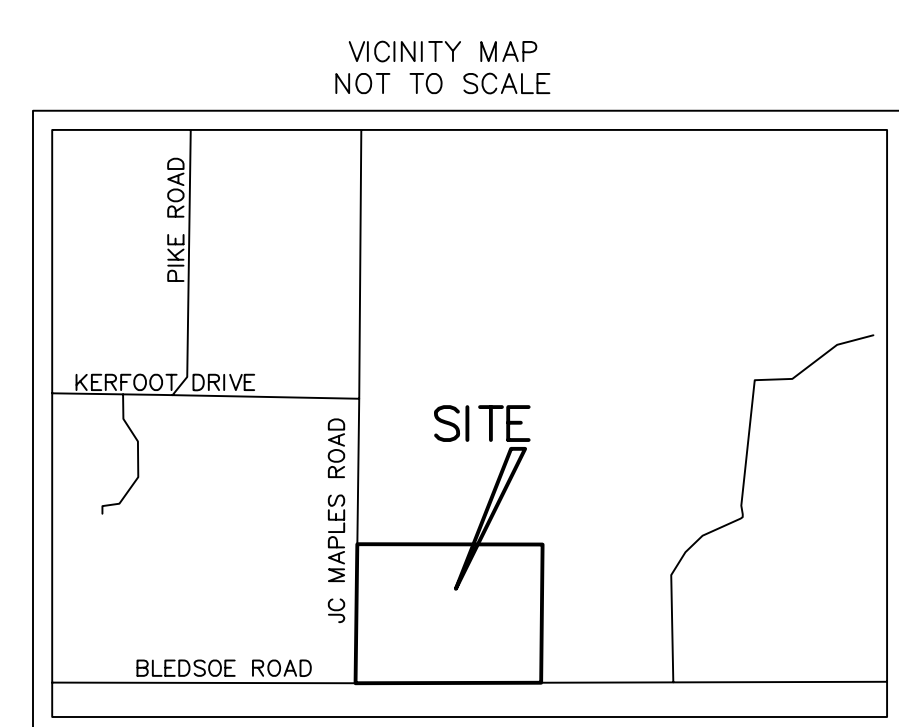 VICINITY MAP
NOT TO SCALE
PIKE ROAD
KERFOOT DRIVE
SITE
JC MAPLES ROAD
BLEDSOE ROAD